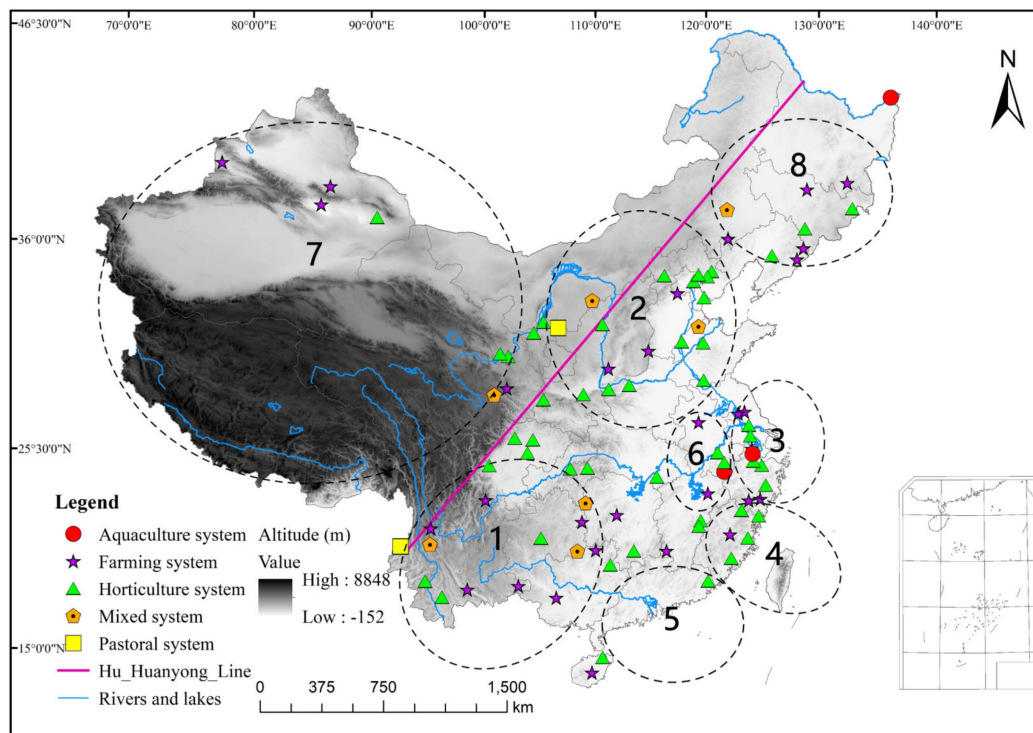 70°0'0"E 80°0'0"E 90°0'0"E 100°0'0"E 110°0'0"E 120°0'0"E 130°0'0"E 140°0'0"E
46°30'0"N
N
8
36°0'0"N
7
2
25°30'0"N
3
6
Legend
Aquaculture system
Farming system
Horticulture system
Mixed system
Pastoral system
Hu_Huanyong_Line
Rivers and lakes
Altitude (m)
Value
High : 8848
Low : -152
1
4
5
15°0'0"N
0 375 750 1,500
km